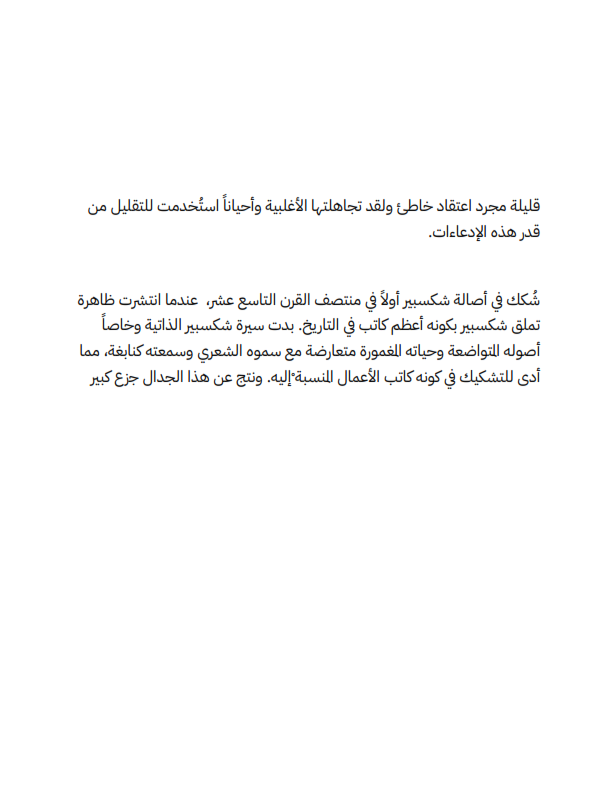 قليلة مجرد اعتقاد خاطئ ولقد تجاهلتها الأغلبية وأحياناً استُخدمت للتقليل من
قدر هذه الإدعاءات.
شُكك في أصالة شكسبير أولاً في منتصف القرن التاسع عشر، عندما انتشرت ظاهرة
تملق شكسبير بكونه أعظم كاتب في التاريخ. بدت سيرة شكسبير الذاتية وخاصاً
أصوله المتواضعة وحياته المغمورة متعارضة مع سموه الشعري وسمعته كنابغة، مما
أدى للتشكيك في كونه كاتب الأعمال المنسبة ْإليه. ونتج عن هذا الجدال جزع كبير